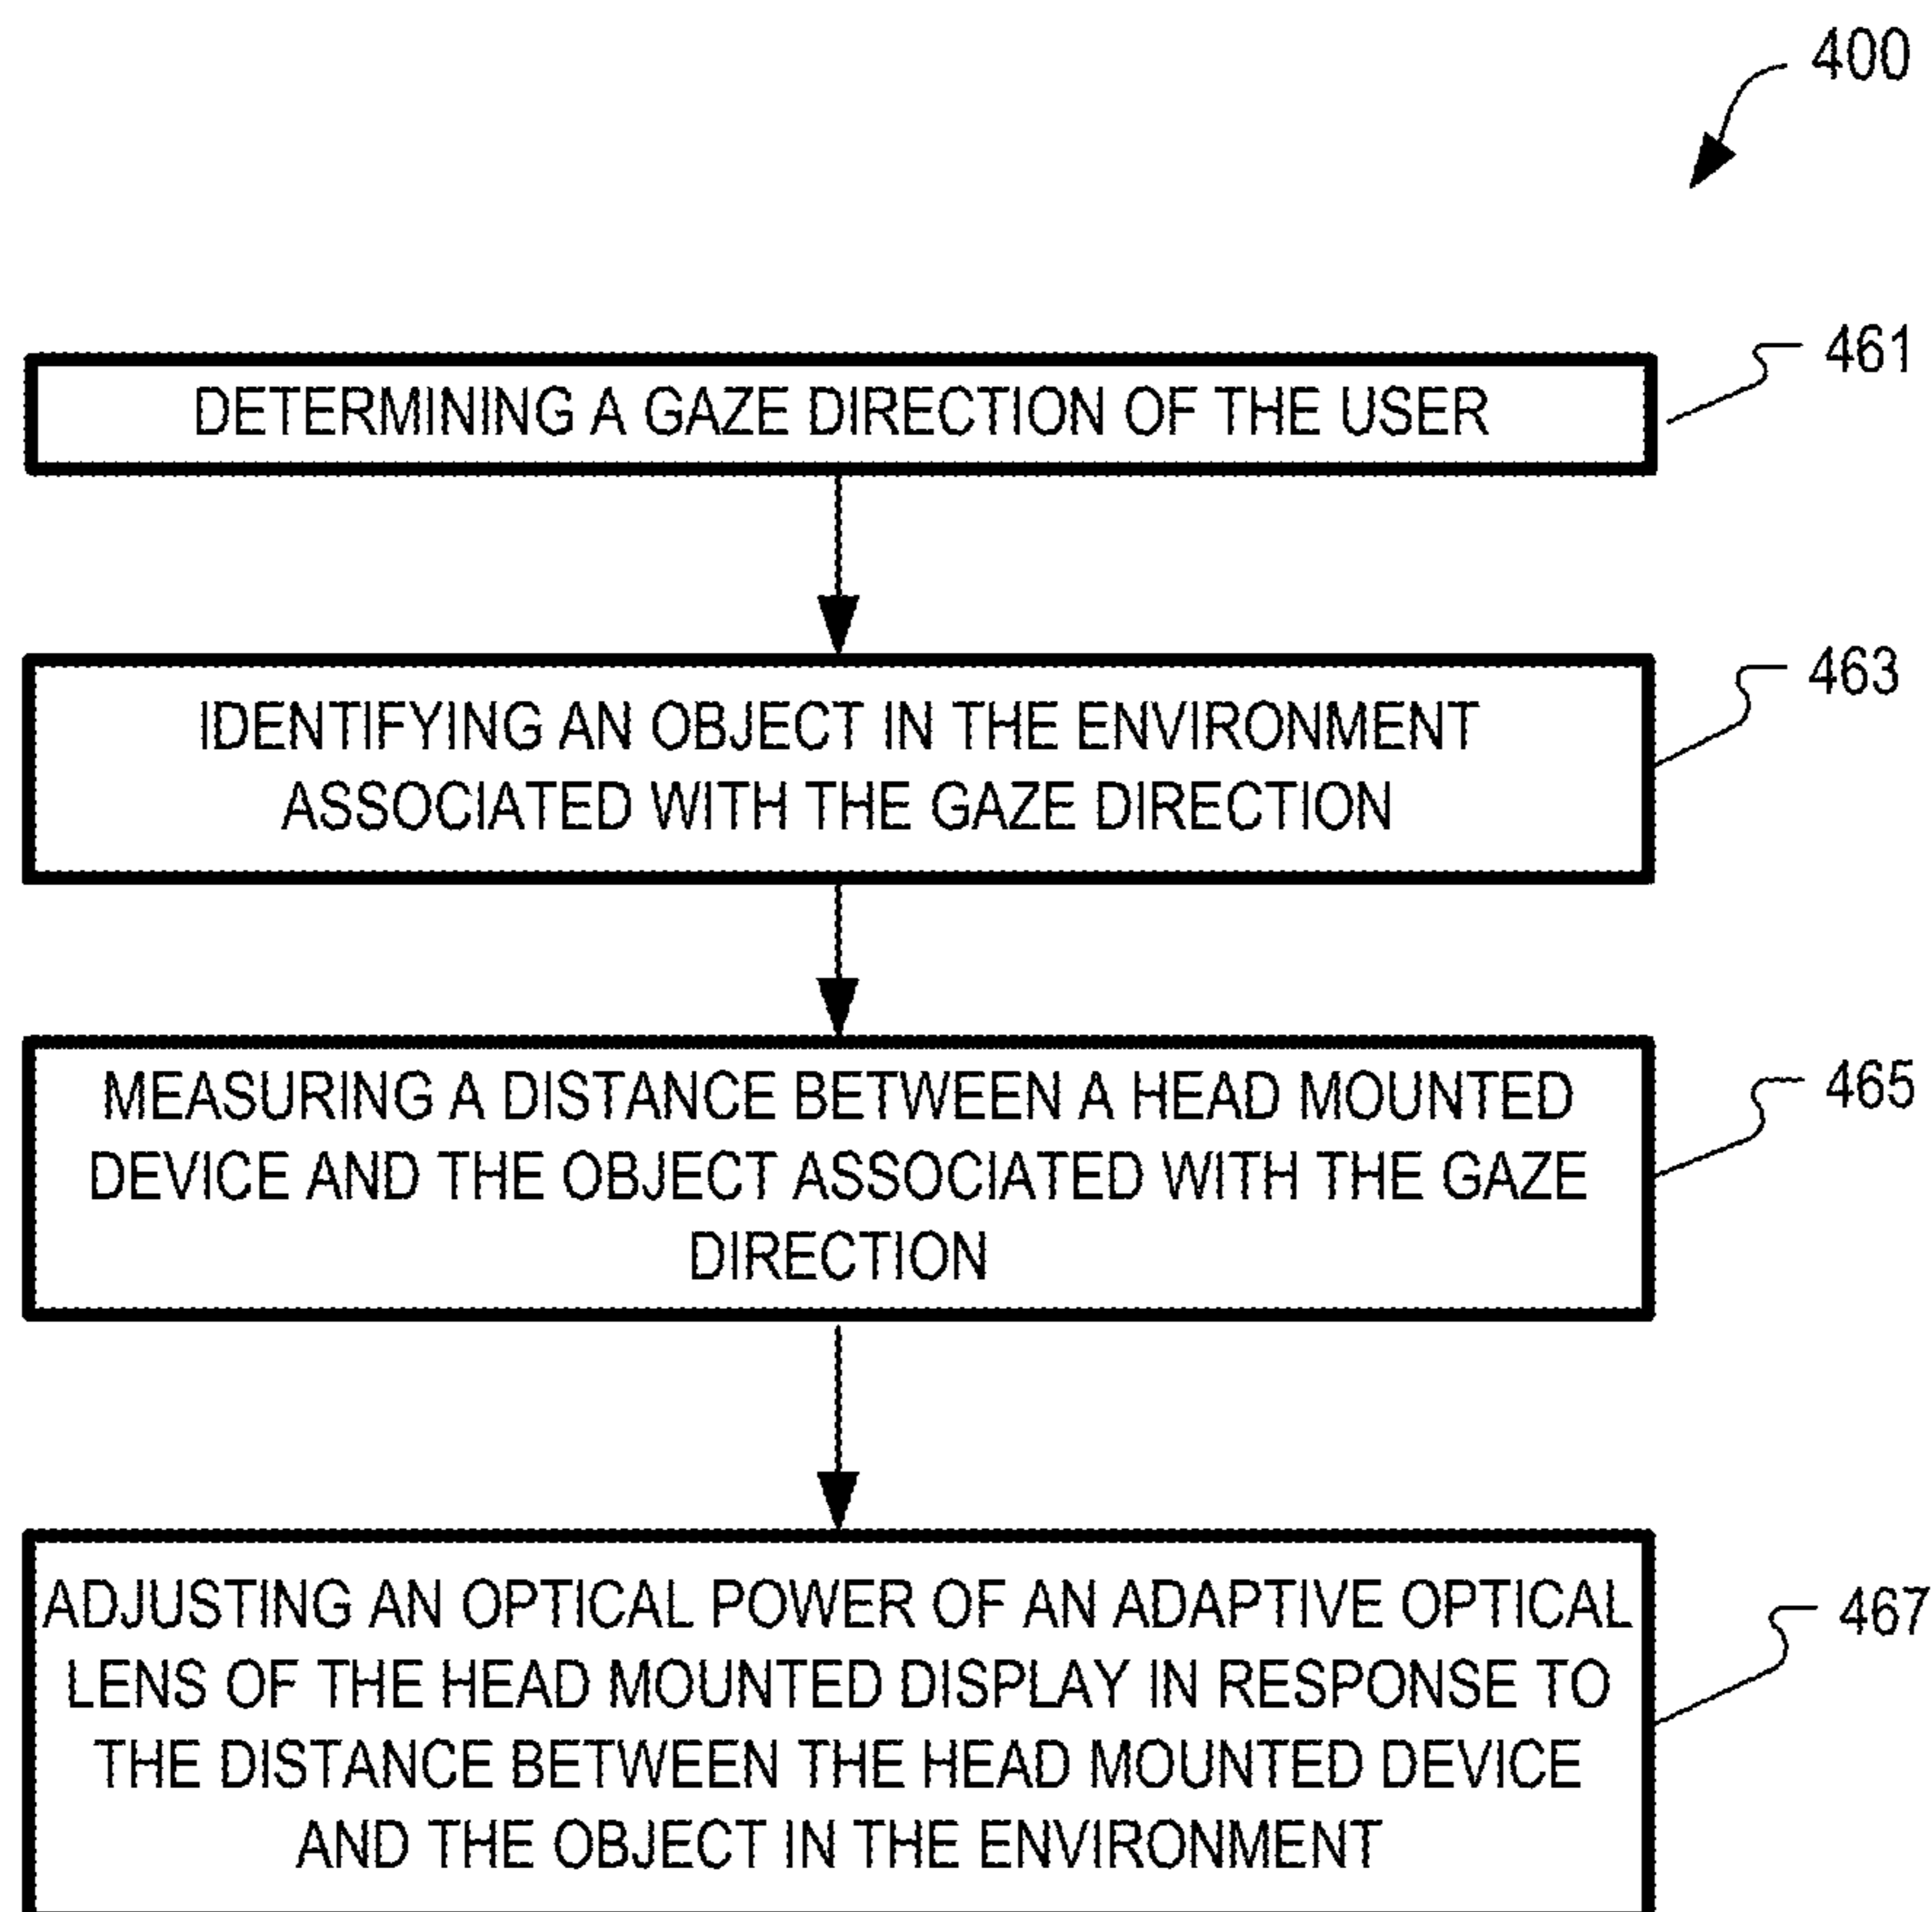 400
461
DETERMINING A GAZE DIRECTION OF THE USER
463
IDENTIFYING AN OBJECT IN THE ENVIRONMENT
ASSOCIATED WITH THE GAZE DIRECTION
465
MEASURING A DISTANCE BETWEEN A HEAD MOUNTED
DEVICE AND THE OBJECT ASSOCIATED WITH THE GAZE
DIRECTION
467
ADJUSTING AN OPTICAL POWER OF AN ADAPTIVE OPTICAL
LENS OF THE HEAD MOUNTED DISPLAY IN RESPONSE TO
THE DISTANCE BETWEEN THE HEAD MOUNTED DEVICE
AND THE OBJECT IN THE ENVIRONMENT